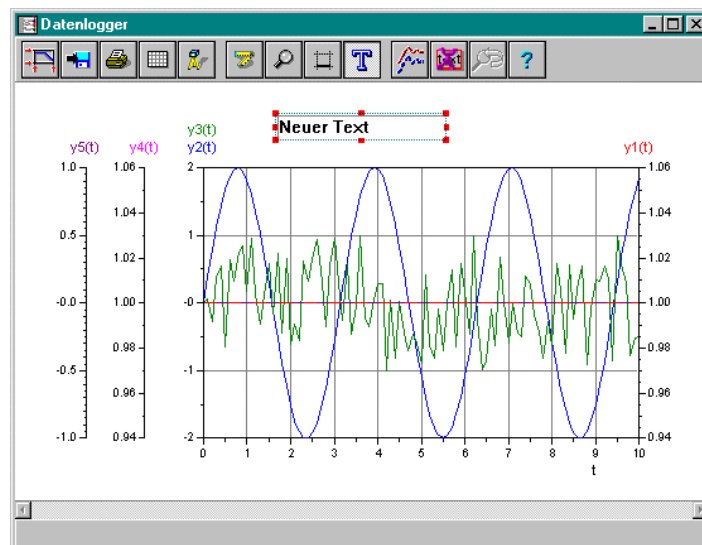 Datenlogger
T
text
?
Neuer Text
y3(t)
y5(t) y4(t) y2(t) y1(t)
1.0 1.06 2 1.06
1.04 1.04
0.5 1.02 1 1.02
-0.0 1.00 -0 1.00
0.98 0.98
-0.5 -1
0.96 0.96
-1.0 0.94 -2 0.94
0 1 2 3 4 5 6 7 8 9 10
t